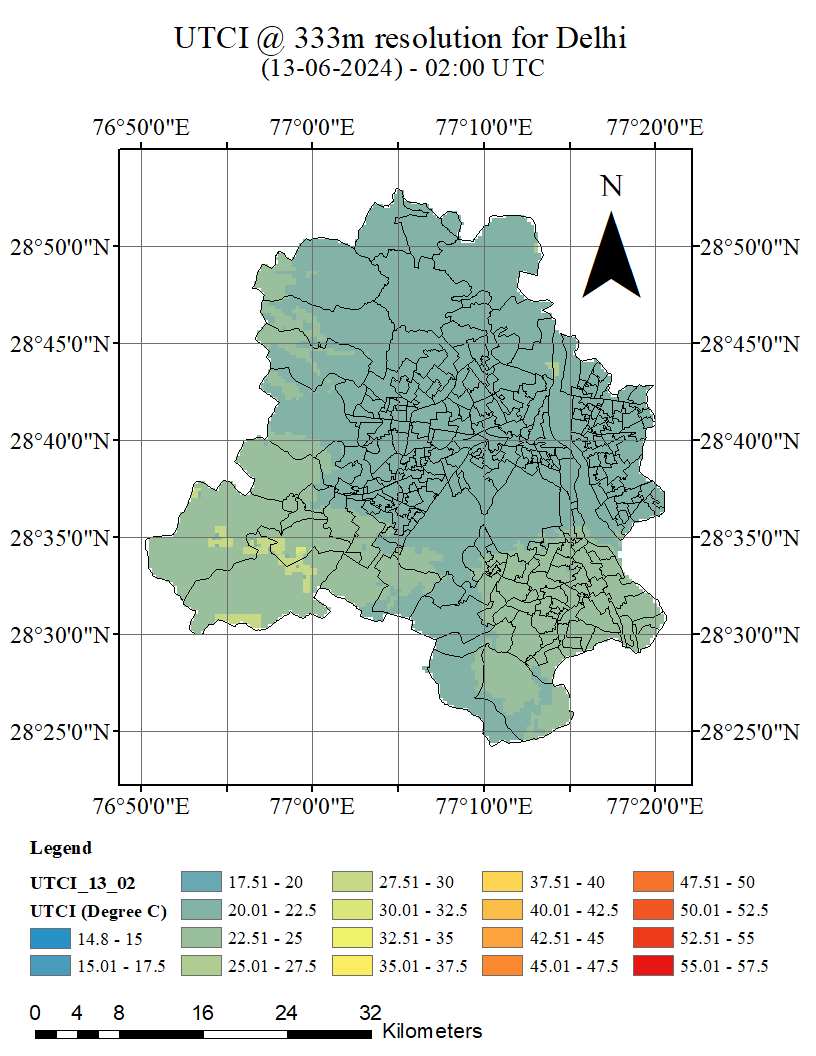 UTCI @ 333m resolution for Delhi
(13-06-2024) - 02:00 UTC
76°50'0"E 77°0'0"E 77°10'0"E 77°20'0"E
N
28°50'0"N 28°50'0"N
28°45'0"N 28°45'0"N
28°40'0"N 28°40'0"N
28°35'0"N 28°35'0"N
28°30'0"N 28°30'0"N
28°25'0"N 28°25'0"N
76°50'0"E 77°0'0"E 77°10'0"E 77°20'0"E
Legend
UTCI_13_02 17.51 - 20 27.51 - 30 37.51 - 40 47.51 - 50
UTCI (Degree C) 20.01 - 22.5 30.01 - 32.5 40.01 - 42.5 50.01 - 52.5
14.8 - 15 22.51 - 25 32.51 - 35 42.51 - 45 52.51 - 55
15.01 - 17.5 25.01 - 27.5 35.01 - 37.5 45.01 - 47.5 55.01 - 57.5
0 4 8 16 24 32
Kilometers